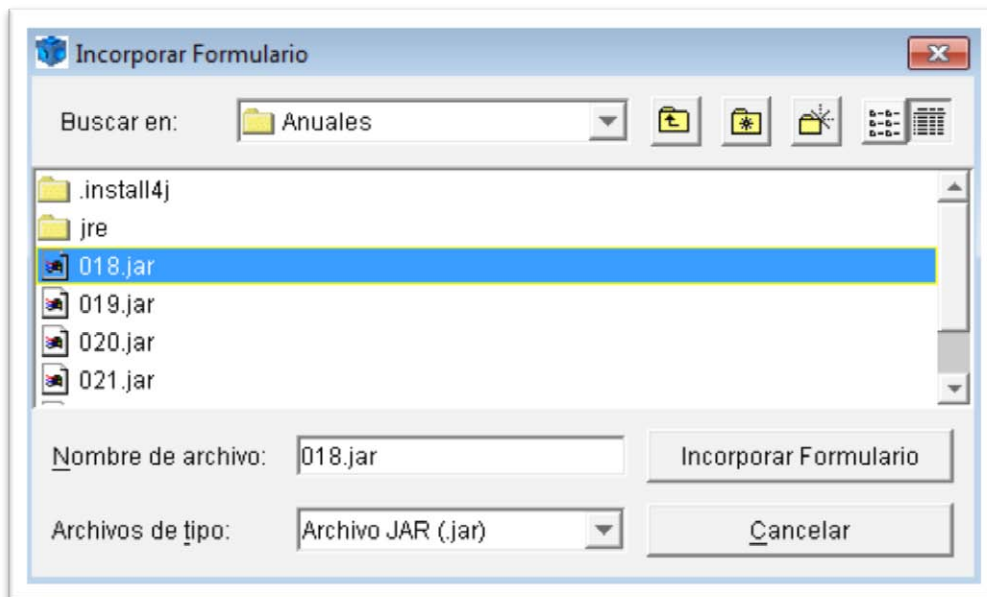 Incorporar Formulario
Buscar en: Anuales
.install4j
jre
018.jar
019.jar
020.jar
021.jar
Nombre de archivo: 018.jar Incorporar Formulario
Archivos de tipo: Archivo JAR (.jar) Cancelar